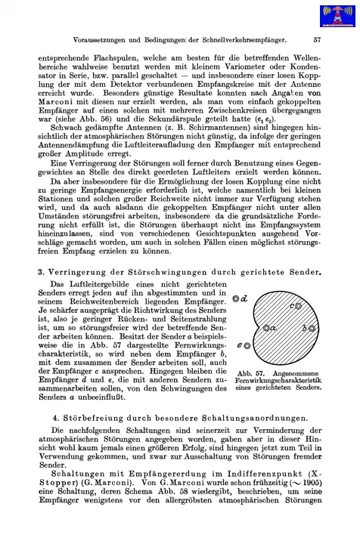 Voraussetzungen und Bedingungen der Schnellverkehrsempfänger. 57
entsprechende Flachspulen, welche am besten für die betreffenden Wellen-
bereiche wahlweise benutzt werden mit kleinem Variometer oder Konden-
sator in Serie, bzw. parallel geschaltet — und insbesondere einer losen Kopp-
lung der mit dem Detektor verbundenen Empfangskreise mit der Antenne
erreicht wurde. Besonders günstige Resultate konnten nach Angaben von
Marconi mit diesen nur erzielt werden, als man vom einfach gekoppelten
Empfänger auf einen solchen mit mehreren Zwischenkreisen übergegangen
war (siehe Abb. 56) und die Sekundärspule geteilt hatte (e₁ e₂).
Schwach gedämpfte Antennen (z. B. Schirmantennen) sind hingegen hin-
sichtlich der atmosphärischen Störungen nicht günstig, da infolge der geringen
Antennendämpfung die Luftleiteraufladung den Empfänger mit entsprechend
großer Amplitude erregt.
Eine Verringerung der Störungen soll ferner durch Benutzung eines Gegen-
gewichtes an Stelle des direkt geerdeten Luftleiters erzielt werden können.
Da aber insbesondere für die Ermöglichung der losen Kopplung eine nicht
zu geringe Empfangsenergie erforderlich ist, welche namentlich bei kleinen
Stationen und solchen großer Reichweite nicht immer zur Verfügung stehen
wird, und da auch alsdann die gekoppelten Empfänger nicht unter allen
Umständen störungsfrei arbeiten, insbesondere da die grundsätzliche Forde-
rung nicht erfüllt ist, die Störungen überhaupt nicht ins Empfangssystem
hineinzulassen, sind von verschiedenen Gesichtspunkten ausgehend Vor-
schläge gemacht worden, um auch in solchen Fällen einen möglichst störungs-
freien Empfang erzielen zu können.
3. Verringerung der Störschwingungen durch gerichtete Sender.
Das Luftleitergebilde eines nicht gerichteten
Senders erregt jeden auf ihn abgestimmten und in
seinem Reichweitenbereich liegenden Empfänger.
Je schärfer ausgeprägt die Richtwirkung des Senders
ist, also je geringer Rücken- und Seitenstrahlung
ist, um so störungsfreier wird der betreffende Sen-
der arbeiten können. Besitzt der Sender a beispiels-
weise die in Abb. 57 dargestellte Fernwirkungs-
charakteristik, so wird neben dem Empfänger b,
mit dem zusammen der Sender arbeiten soll, auch
der Empfänger c ansprechen. Hingegen bleiben die
Empfänger d und e, die mit anderen Sendern zu-
sammenarbeiten sollen, von den Schwingungen des
Senders a unbeeinflußt.
d
c
a
b
e
Abb. 57. Angenommene
Fernwirkungscharakteristik
eines gerichteten Senders.
4. Störbefreiung durch besondere Schaltungsanordnungen.
Die nachfolgenden Schaltungen sind seinerzeit zur Verminderung der
atmosphärischen Störungen angegeben worden, gaben aber in dieser Hin-
sicht wohl kaum jemals einen größeren Erfolg, sind hingegen jetzt zum Teil in
Verwendung gekommen, und zwar zur Ausschaltung von Störungen fremder
Sender.
Schaltungen mit Empfängererdung im Indifferenzpunkt (X-
Stopper) (G. Marconi). Von G. Marconi wurde schon frühzeitig (~ 1905)
eine Schaltung, deren Schema Abb. 58 wiedergibt, beschrieben, um seine
Empfänger wenigstens vor den allergröbsten atmosphärischen Störungen